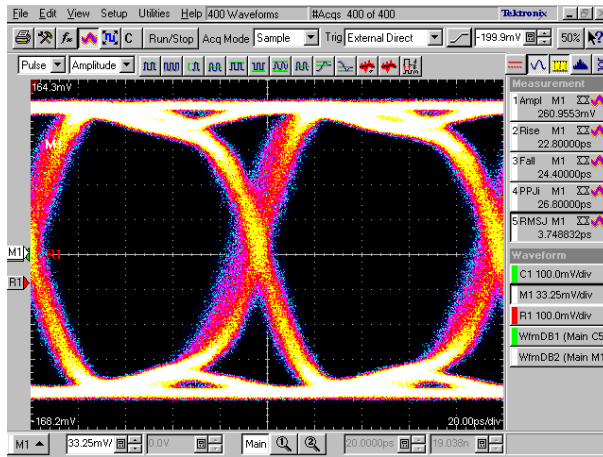 File Edit View Setup Utilities Help 400 Waveforms #Acqs 400 of 400 Tektronix
C Run/Stop Acq Mode Sample Trig External Direct -199.9mV 50%
Pulse Amplitude
164.3mV
M1
M1 R1
R1
-168.2mV 20.00ps/div
Measurement
1 Ampl M1
260.9553mV
2 Rise M1
22.80000ps
3 Fall M1
24.40000ps
4 PPJi M1
26.80000ps
5 RMSJ M1
3.748832ps
Waveform
C1 100.0mV/div
M1 33.25mV/div
R1 100.0mV/div
WfmDB1 (Main C5
WfmDB2 (Main M1
M1 33.25mV/ 0.0V Main 1 2 20.0000ps 19.038n